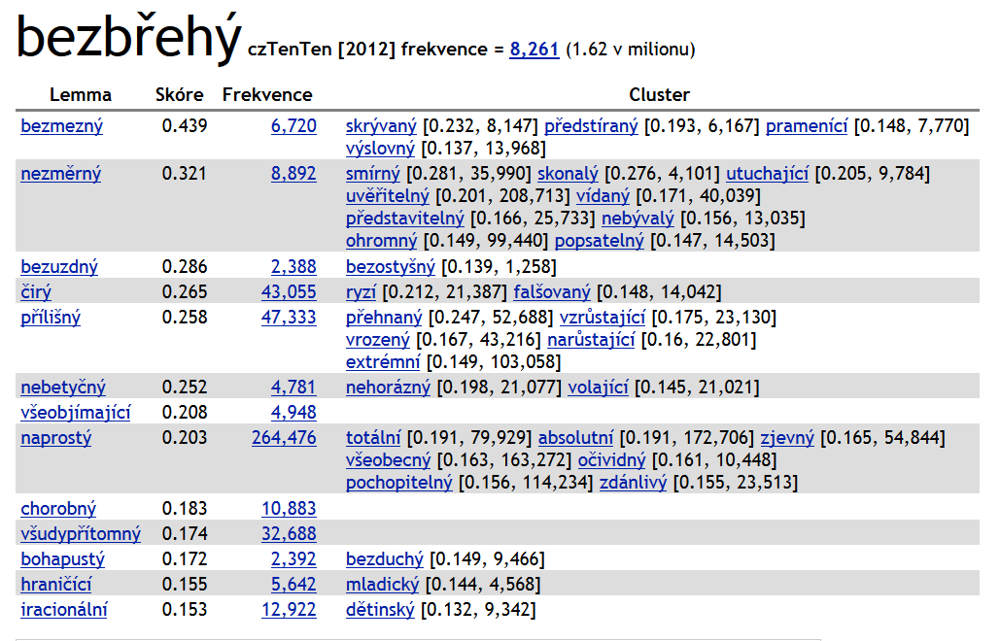 bezbřehý czTenTen [2012] frekvence = 8,261 (1.62 v milionu)
Lemma Skóre Frekvence Cluster
bezmezný 0.439 6,720 skrývaný [0.232, 8,147] předstíraný [0.193, 6,167] pramenící [0.148, 7,770]
výslovný [0.137, 13,968]
nezměrný 0.321 8,892 smírný [0.281, 35,990] skonalý [0.276, 4,101] utuchající [0.205, 9,784]
uvěřitelný [0.201, 208,713] vídaný [0.171, 40,039]
představitelný [0.166, 25,733] nebývalý [0.156, 13,035]
ohromný [0.149, 99,440] popsatelný [0.147, 14,503]
bezuzdný 0.286 2,388 bezostyšný [0.139, 1,258]
čirý 0.265 43,055 ryzí [0.212, 21,387] falšovaný [0.148, 14,042]
přílišný 0.258 47,333 přehnaný [0.247, 52,688] vzrůstající [0.175, 23,130]
vrozený [0.167, 43,216] narůstající [0.16, 22,801]
extrémní [0.149, 103,058]
nebetyčný 0.252 4,781 nehorázný [0.198, 21,077] volající [0.145, 21,021]
všeobjímající 0.208 4,948
naprostý 0.203 264,476 totální [0.191, 79,929] absolutní [0.191, 172,706] zjevný [0.165, 54,844]
všeobecný [0.163, 163,272] očividný [0.161, 10,448]
pochopitelný [0.156, 114,234] zdánlivý [0.155, 23,513]
chorobný 0.183 10,883
všudypřítomný 0.174 32,688
bohapustý 0.172 2,392 bezduchý [0.149, 9,466]
hraničící 0.155 5,642 mladický [0.144, 4,568]
iracionální 0.153 12,922 dětinský [0.132, 9,342]